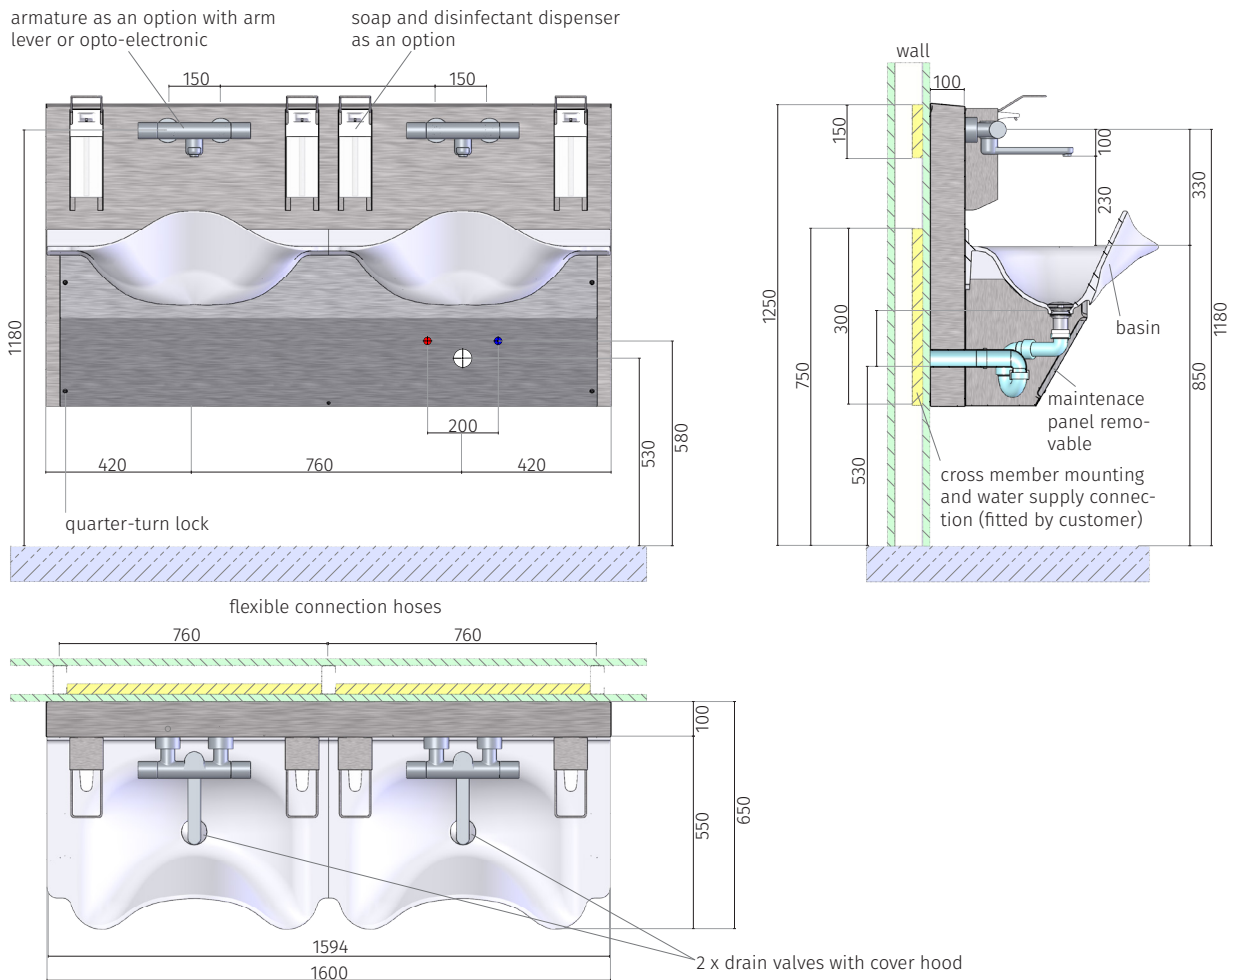 armature as an option with arm
lever or opto-electronic
soap and disinfectant dispenser
as an option
150
150
1180
200
420
760
420
530
580
quarter-turn lock
wall
100
150
100
330
230
1250
300
750
basin
1180
850
maintenace
panel remo-
vable
530
cross member mounting
and water supply connec-
tion (fitted by customer)
flexible connection hoses
760
760
100
550
650
1594
1600
2 x drain valves with cover hood